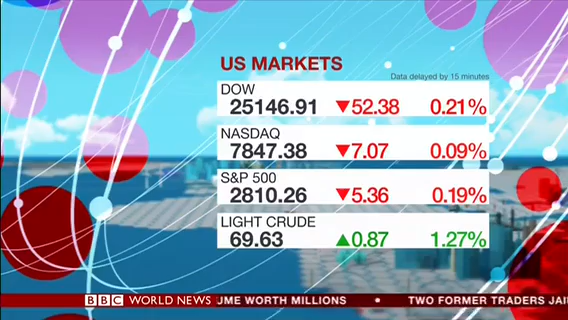 US MARKETS
Data delayed by 15 minutes
DOW
25146.91 ▼52.38 0.21%
NASDAQ
7847.38 ▼7.07 0.09%
S&P 500
2810.26 ▼5.36 0.19%
LIGHT CRUDE
69.63 ▲0.87 1.27%
BBC WORLD NEWS UME WORTH MILLIONS • TWO FORMER TRADERS JAI